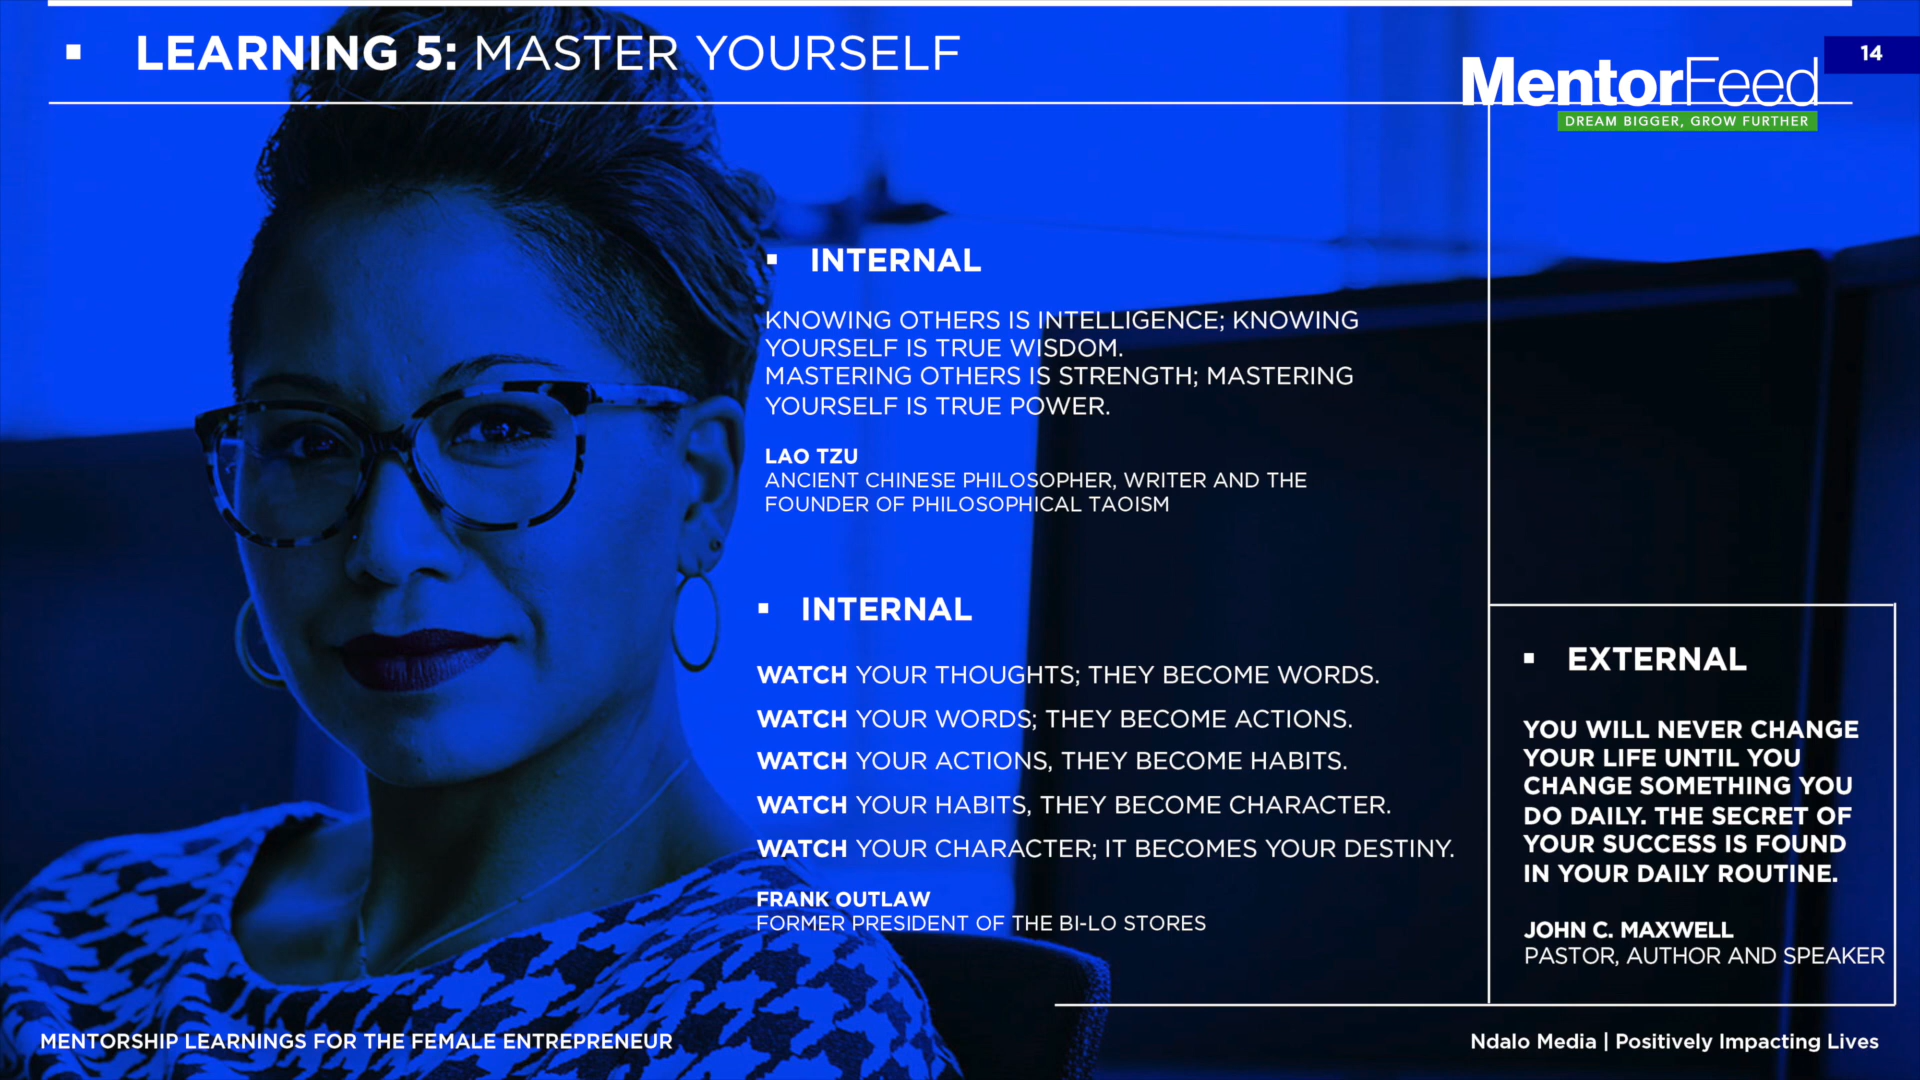 LEARNING 5: MASTER YOURSELF
MentorFeed
14
DREAM BIGGER, GROW FURTHER
INTERNAL
KNOWING OTHERS IS INTELLIGENCE; KNOWING
YOURSELF IS TRUE WISDOM.
MASTERING OTHERS IS STRENGTH; MASTERING
YOURSELF IS TRUE POWER.
LAO TZU
ANCIENT CHINESE PHILOSOPHER, WRITER AND THE
FOUNDER OF PHILOSOPHICAL TAOISM
INTERNAL
WATCH YOUR THOUGHTS; THEY BECOME WORDS.
WATCH YOUR WORDS; THEY BECOME ACTIONS.
WATCH YOUR ACTIONS, THEY BECOME HABITS.
WATCH YOUR HABITS, THEY BECOME CHARACTER.
WATCH YOUR CHARACTER; IT BECOMES YOUR DESTINY.
FRANK OUTLAW
FORMER PRESIDENT OF THE BI-LO STORES
EXTERNAL
YOU WILL NEVER CHANGE
YOUR LIFE UNTIL YOU
CHANGE SOMETHING YOU
DO DAILY. THE SECRET OF
YOUR SUCCESS IS FOUND
IN YOUR DAILY ROUTINE.
JOHN C. MAXWELL
PASTOR, AUTHOR AND SPEAKER
MENTORSHIP LEARNINGS FOR THE FEMALE ENTREPRENEUR
Ndalo Media | Positively Impacting Lives